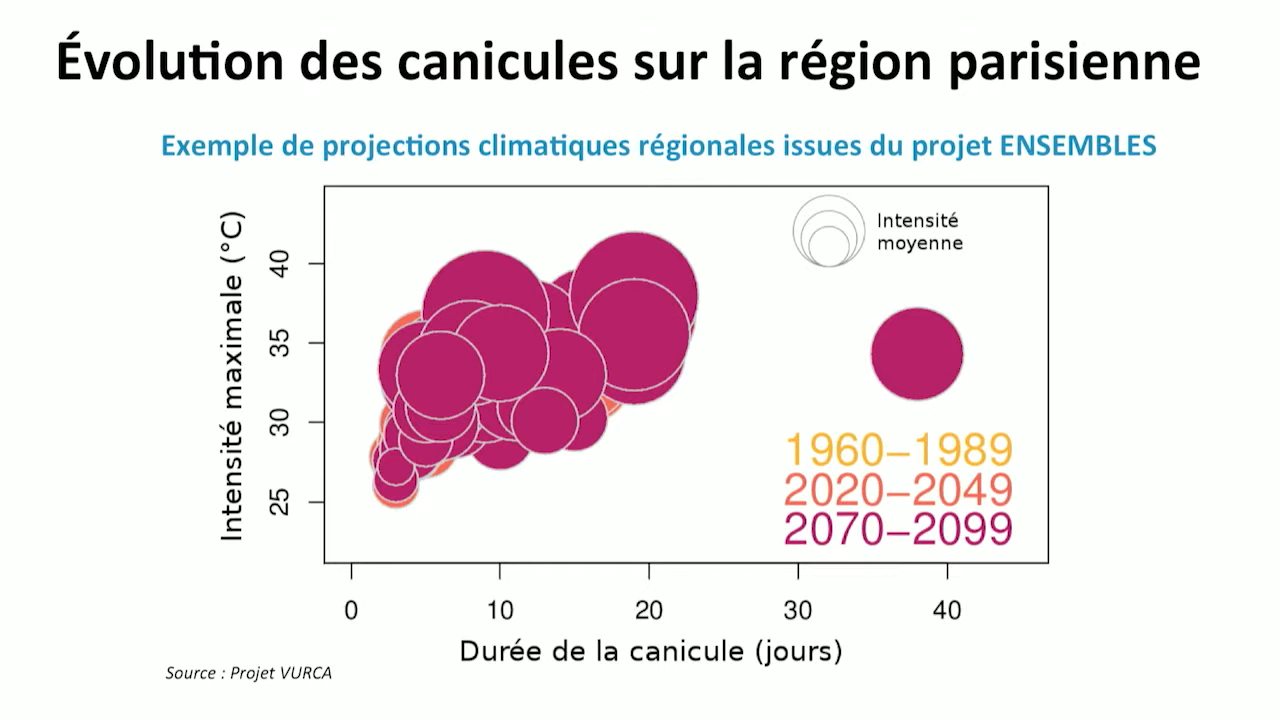 Évolution des canicules sur la région parisienne
Exemple de projections climatiques régionales issues du projet ENSEMBLES
Intensité maximale (°C)
40
35
30
25
Intensité
moyenne
1960–1989
2020–2049
2070–2099
0 10 20 30 40
Durée de la canicule (jours)
Source : Projet VURCA